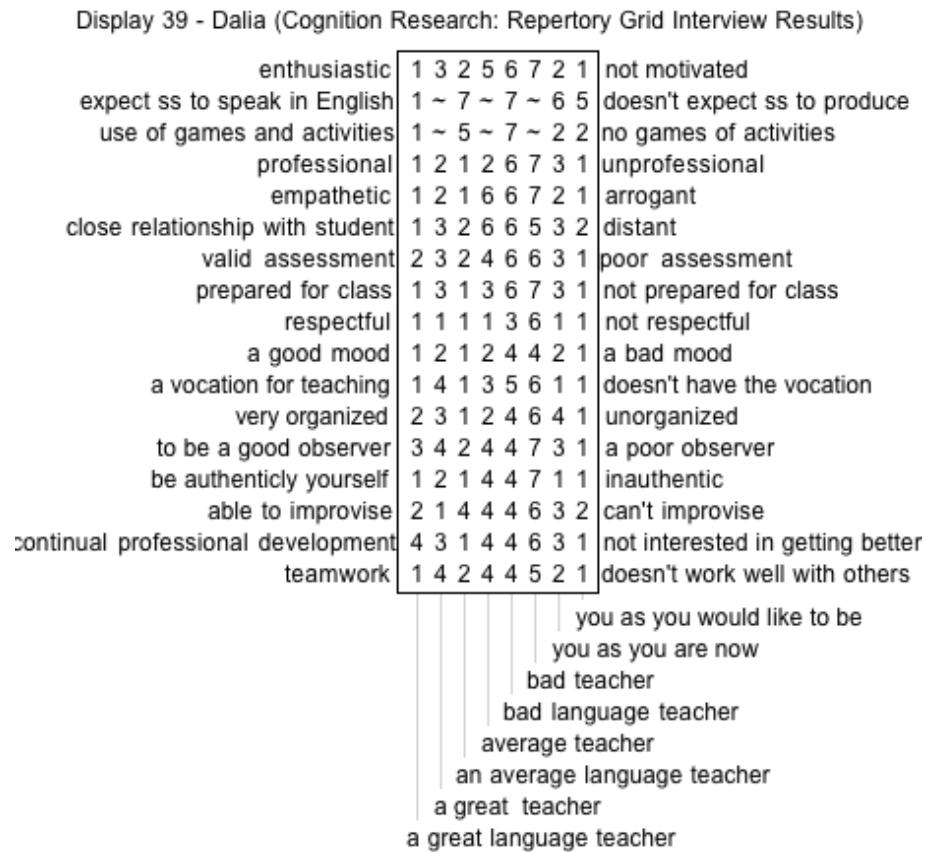 Display 39 - Dalia (Cognition Research: Repertory Grid Interview Results)
enthusiastic 1 3 2 5 6 7 2 1 not motivated
expect ss to speak in English 1 ~ 7 ~ 7 ~ 6 5 doesn't expect ss to produce
use of games and activities 1 ~ 5 ~ 7 ~ 2 2 no games of activities
professional 1 2 1 2 6 7 3 1 unprofessional
empathetic 1 2 1 6 6 7 2 1 arrogant
close relationship with student 1 3 2 6 6 5 3 2 distant
valid assessment 2 3 2 4 6 6 3 1 poor assessment
prepared for class 1 3 1 3 6 7 3 1 not prepared for class
respectful 1 1 1 1 3 6 1 1 not respectful
a good mood 1 2 1 2 4 4 2 1 a bad mood
a vocation for teaching 1 4 1 3 5 6 1 1 doesn't have the vocation
very organized 2 3 1 2 4 6 4 1 unorganized
to be a good observer 3 4 2 4 4 7 3 1 a poor observer
be authenticly yourself 1 2 1 4 4 7 1 1 inauthentic
able to improvise 2 1 4 4 4 6 3 2 can't improvise
continual professional development 4 3 1 4 4 6 3 1 not interested in getting better
teamwork 1 4 2 4 4 5 2 1 doesn't work well with others
you as you would like to be
you as you are now
bad teacher
bad language teacher
average teacher
an average language teacher
a great teacher
a great language teacher